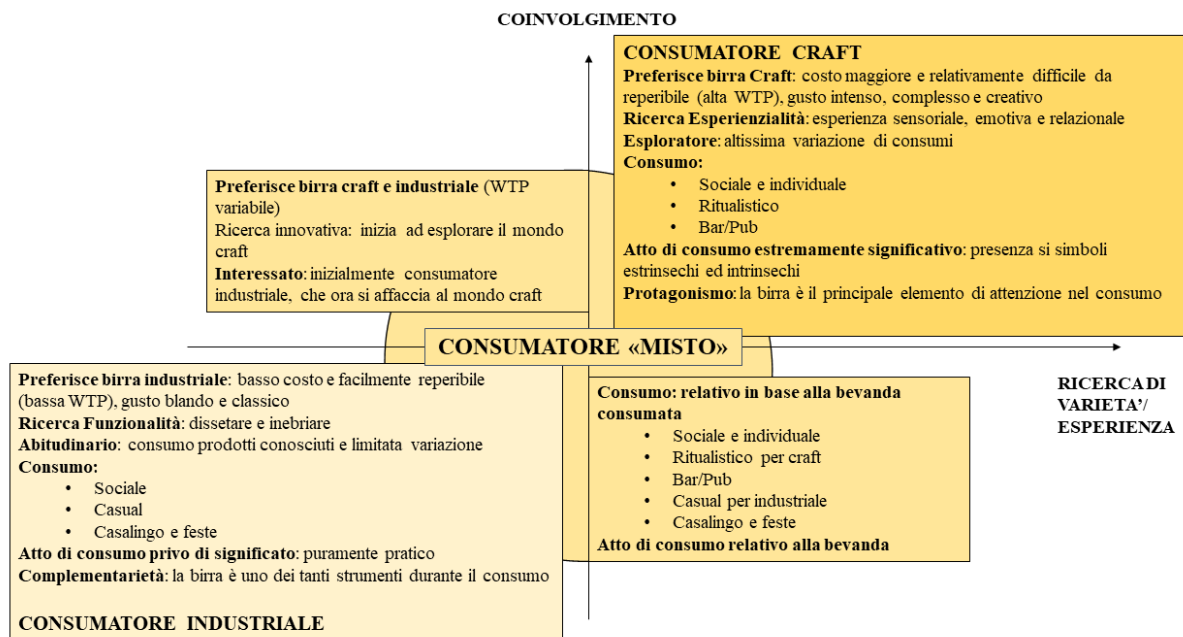 COINVOLGIMENTO
CONSUMATORE CRAFT
Preferisce birra Craft: costo maggiore e relativamente difficile da
reperibile (alta WTP), gusto intenso, complesso e creativo
Ricerca Esperienzialità: esperienza sensoriale, emotiva e relazionale
Esploratore: altissima variazione di consumi
Consumo:
• Sociale e individuale
• Ritualistico
• Bar/Pub
Atto di consumo estremamente significativo: presenza si simboli
estrinsechi ed intrinsechi
Protagonismo: la birra è il principale elemento di attenzione nel consumo
Preferisce birra craft e industriale (WTP
variabile)
Ricerca innovativa: inizia ad esplorare il mondo
craft
Interessato: inizialmente consumatore
industriale, che ora si affaccia al mondo craft
CONSUMATORE «MISTO»
Preferisce birra industriale: basso costo e facilmente reperibile
(bassa WTP), gusto blando e classico
Ricerca Funzionalità: dissetare e inebriare
Abitudinario: consumo prodotti conosciuti e limitata variazione
Consumo:
• Sociale
• Casual
• Casalingo e feste
Atto di consumo privo di significato: puramente pratico
Complementarietà: la birra è uno dei tanti strumenti durante il consumo
CONSUMATORE INDUSTRIALE
Consumo: relativo in base alla bevanda
consumata
• Sociale e individuale
• Ritualistico per craft
• Bar/Pub
• Casual per industriale
• Casalingo e feste
Atto di consumo relativo alla bevanda
RICERCA DI
VARIETA'/
ESPERIENZA